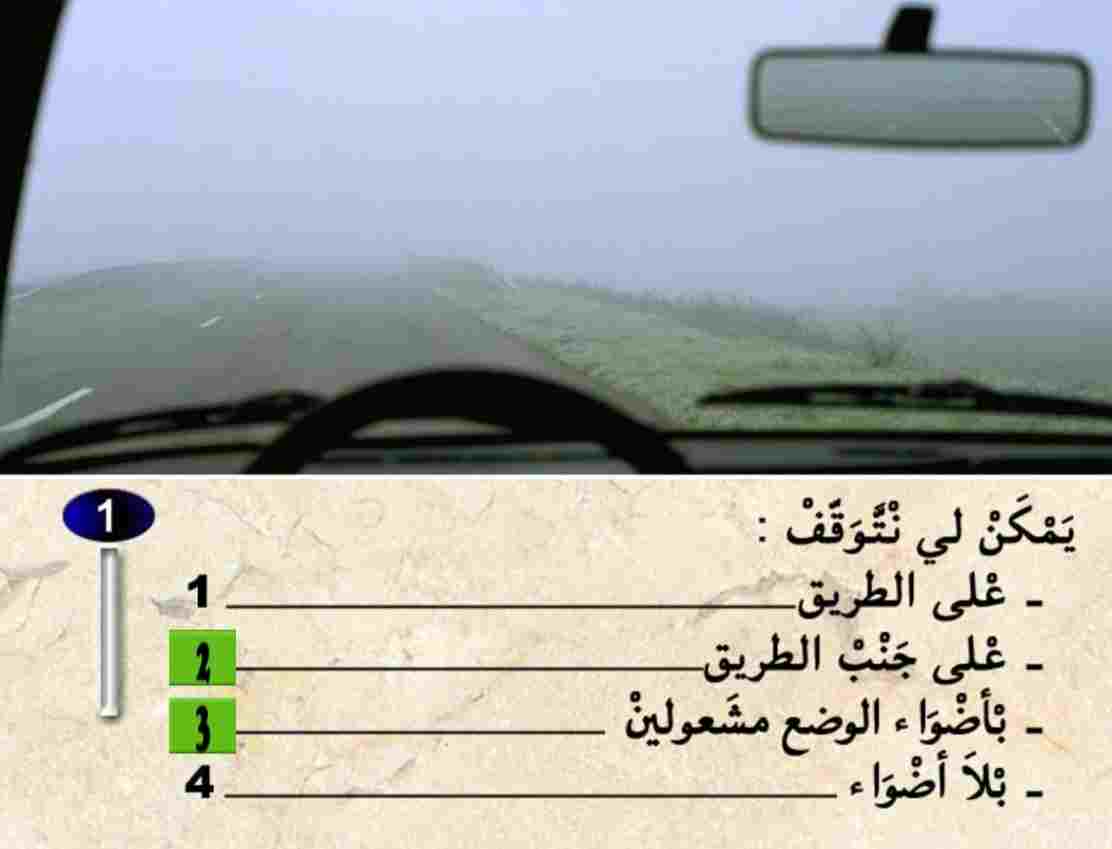 1
يَمْكَنْ لي نْتَّوَقَّفْ :
- عْلى الطريق 1
- عْلى جَنْبْ الطريق 2
- بْأضْوَاء الوضع مشَعولينْ 3
- بْلاَ أضْوَاء 4